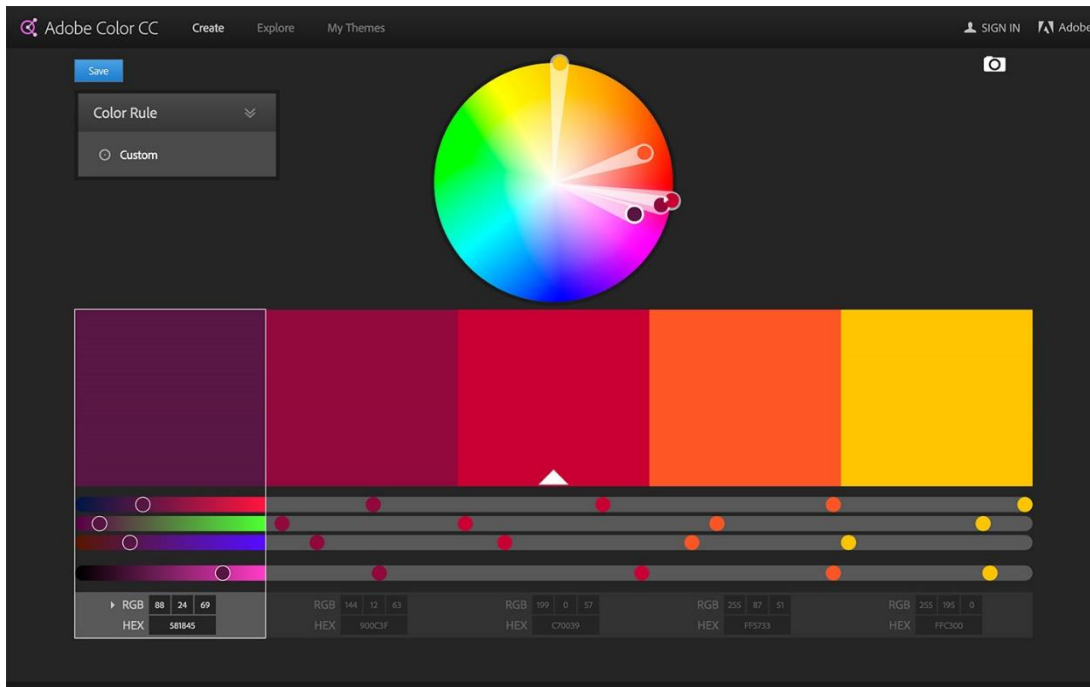 Adobe Color CC Create Explore My Themes SIGN IN Adobe
Save
Color Rule
Custom
RGB 88 24 69 RGB 144 12 63 RGB 199 0 57 RGB 255 87 51 RGB 255 195 0
HEX 581845 HEX 900C3F HEX C70039 HEX FF5733 HEX FFC300